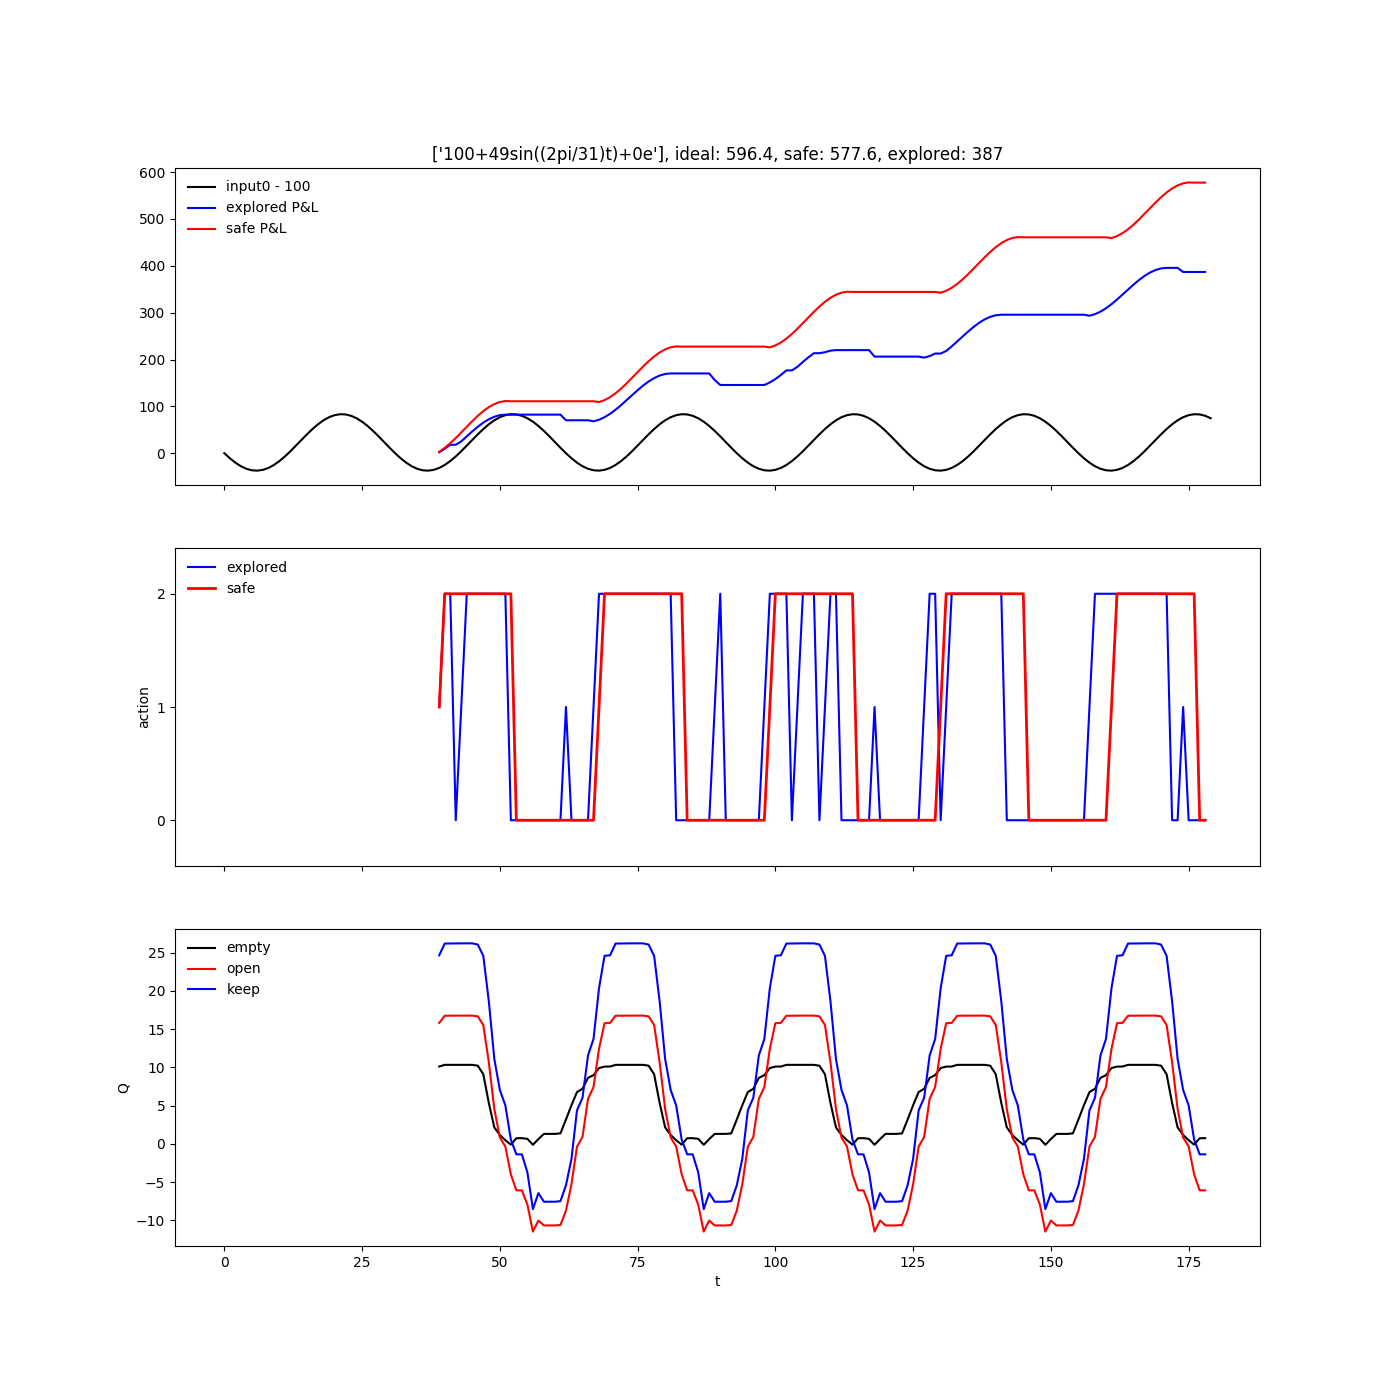 ['100+49sin((2pi/31)t)+0e'], ideal: 596.4, safe: 577.6, explored: 387
600
500
400
300
200
100
0
input0 - 100
explored P&L
safe P&L
action
2
1
0
explored
safe
Q
25
20
15
10
5
0
−5
−10
empty
open
keep
0 25 50 75 100 125 150 175
t